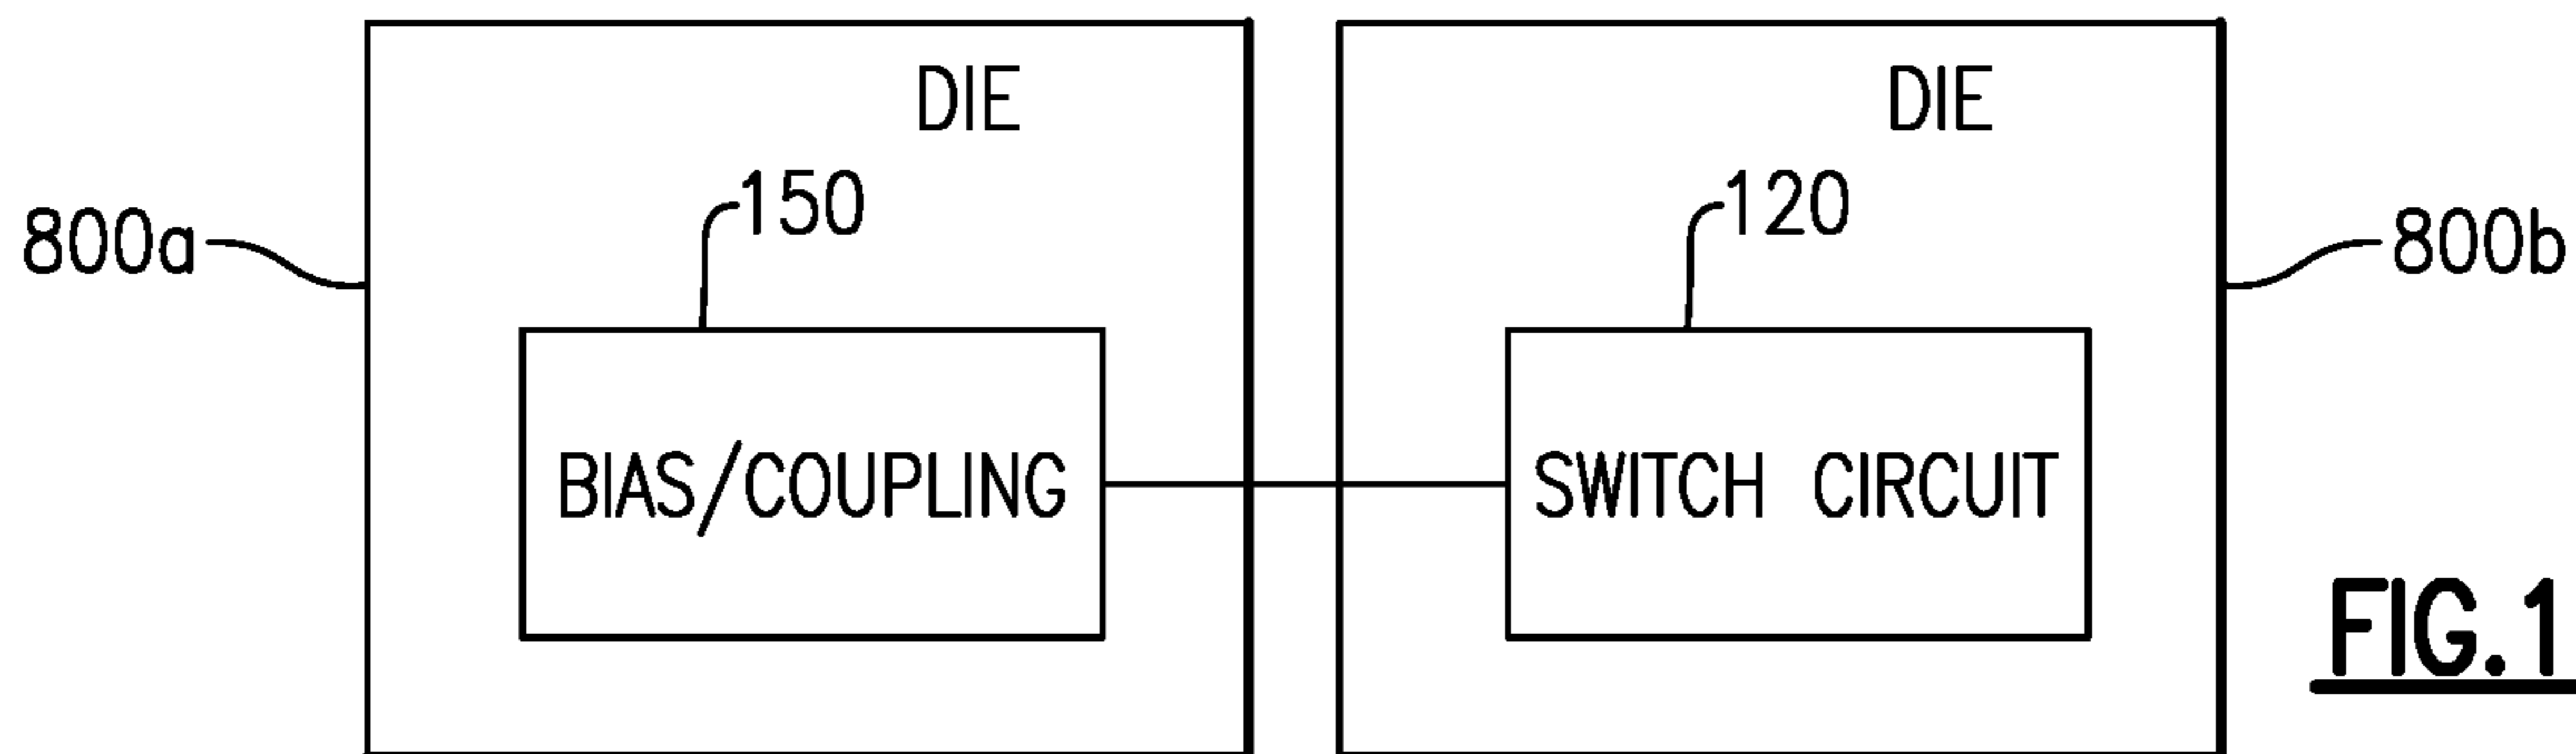 DIE
DIE
150
120
800a
800b
BIAS/COUPLING
SWITCH CIRCUIT
FIG.1